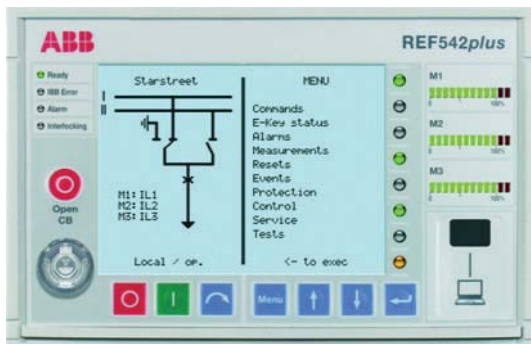 ABB
REF542plus
Ready
IBB Error
Alarm
Interlocking
Open
CB
Starstreet
I
II
M1: IL1
M2: IL2
M3: IL3
Local / op.
MENU
Commands
E-Key status
Alarms
Measurements
Resets
Events
Protection
Control
Service
Tests
<- to exec
M1
0 100%
M2
0 100%
M3
0 100%
Menu